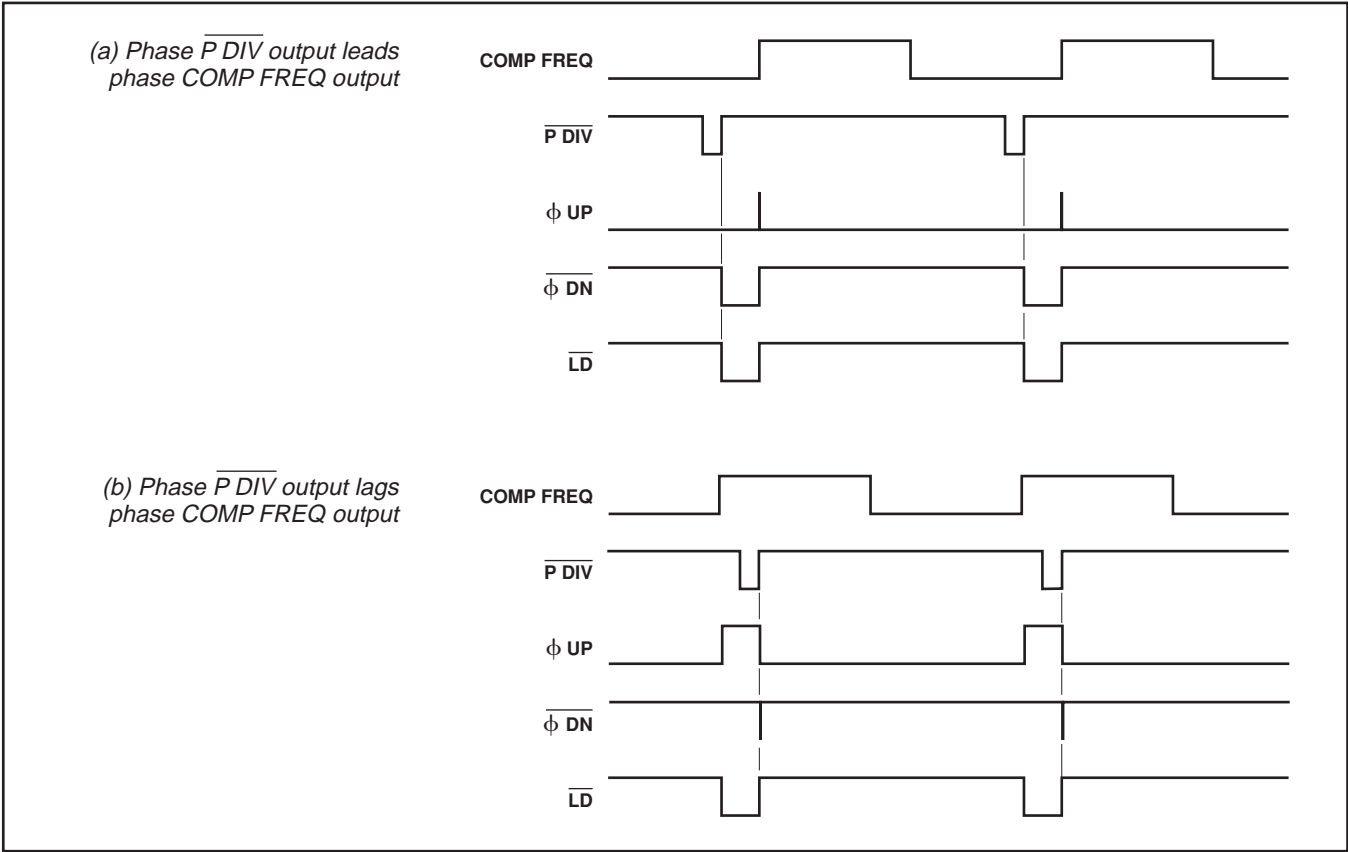 (a) Phase P DIV output leads
phase COMP FREQ output
COMP FREQ
P DIV
ϕ UP
ϕ DN
LD
(b) Phase P DIV output lags
phase COMP FREQ output
COMP FREQ
P DIV
ϕ UP
ϕ DN
LD